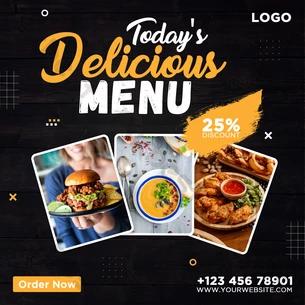 LOGO
Today's
Delicious
MENU
25%
DISCOUNT
Order Now
+123 456 78901
WWW.YOURWEBSITE.COM